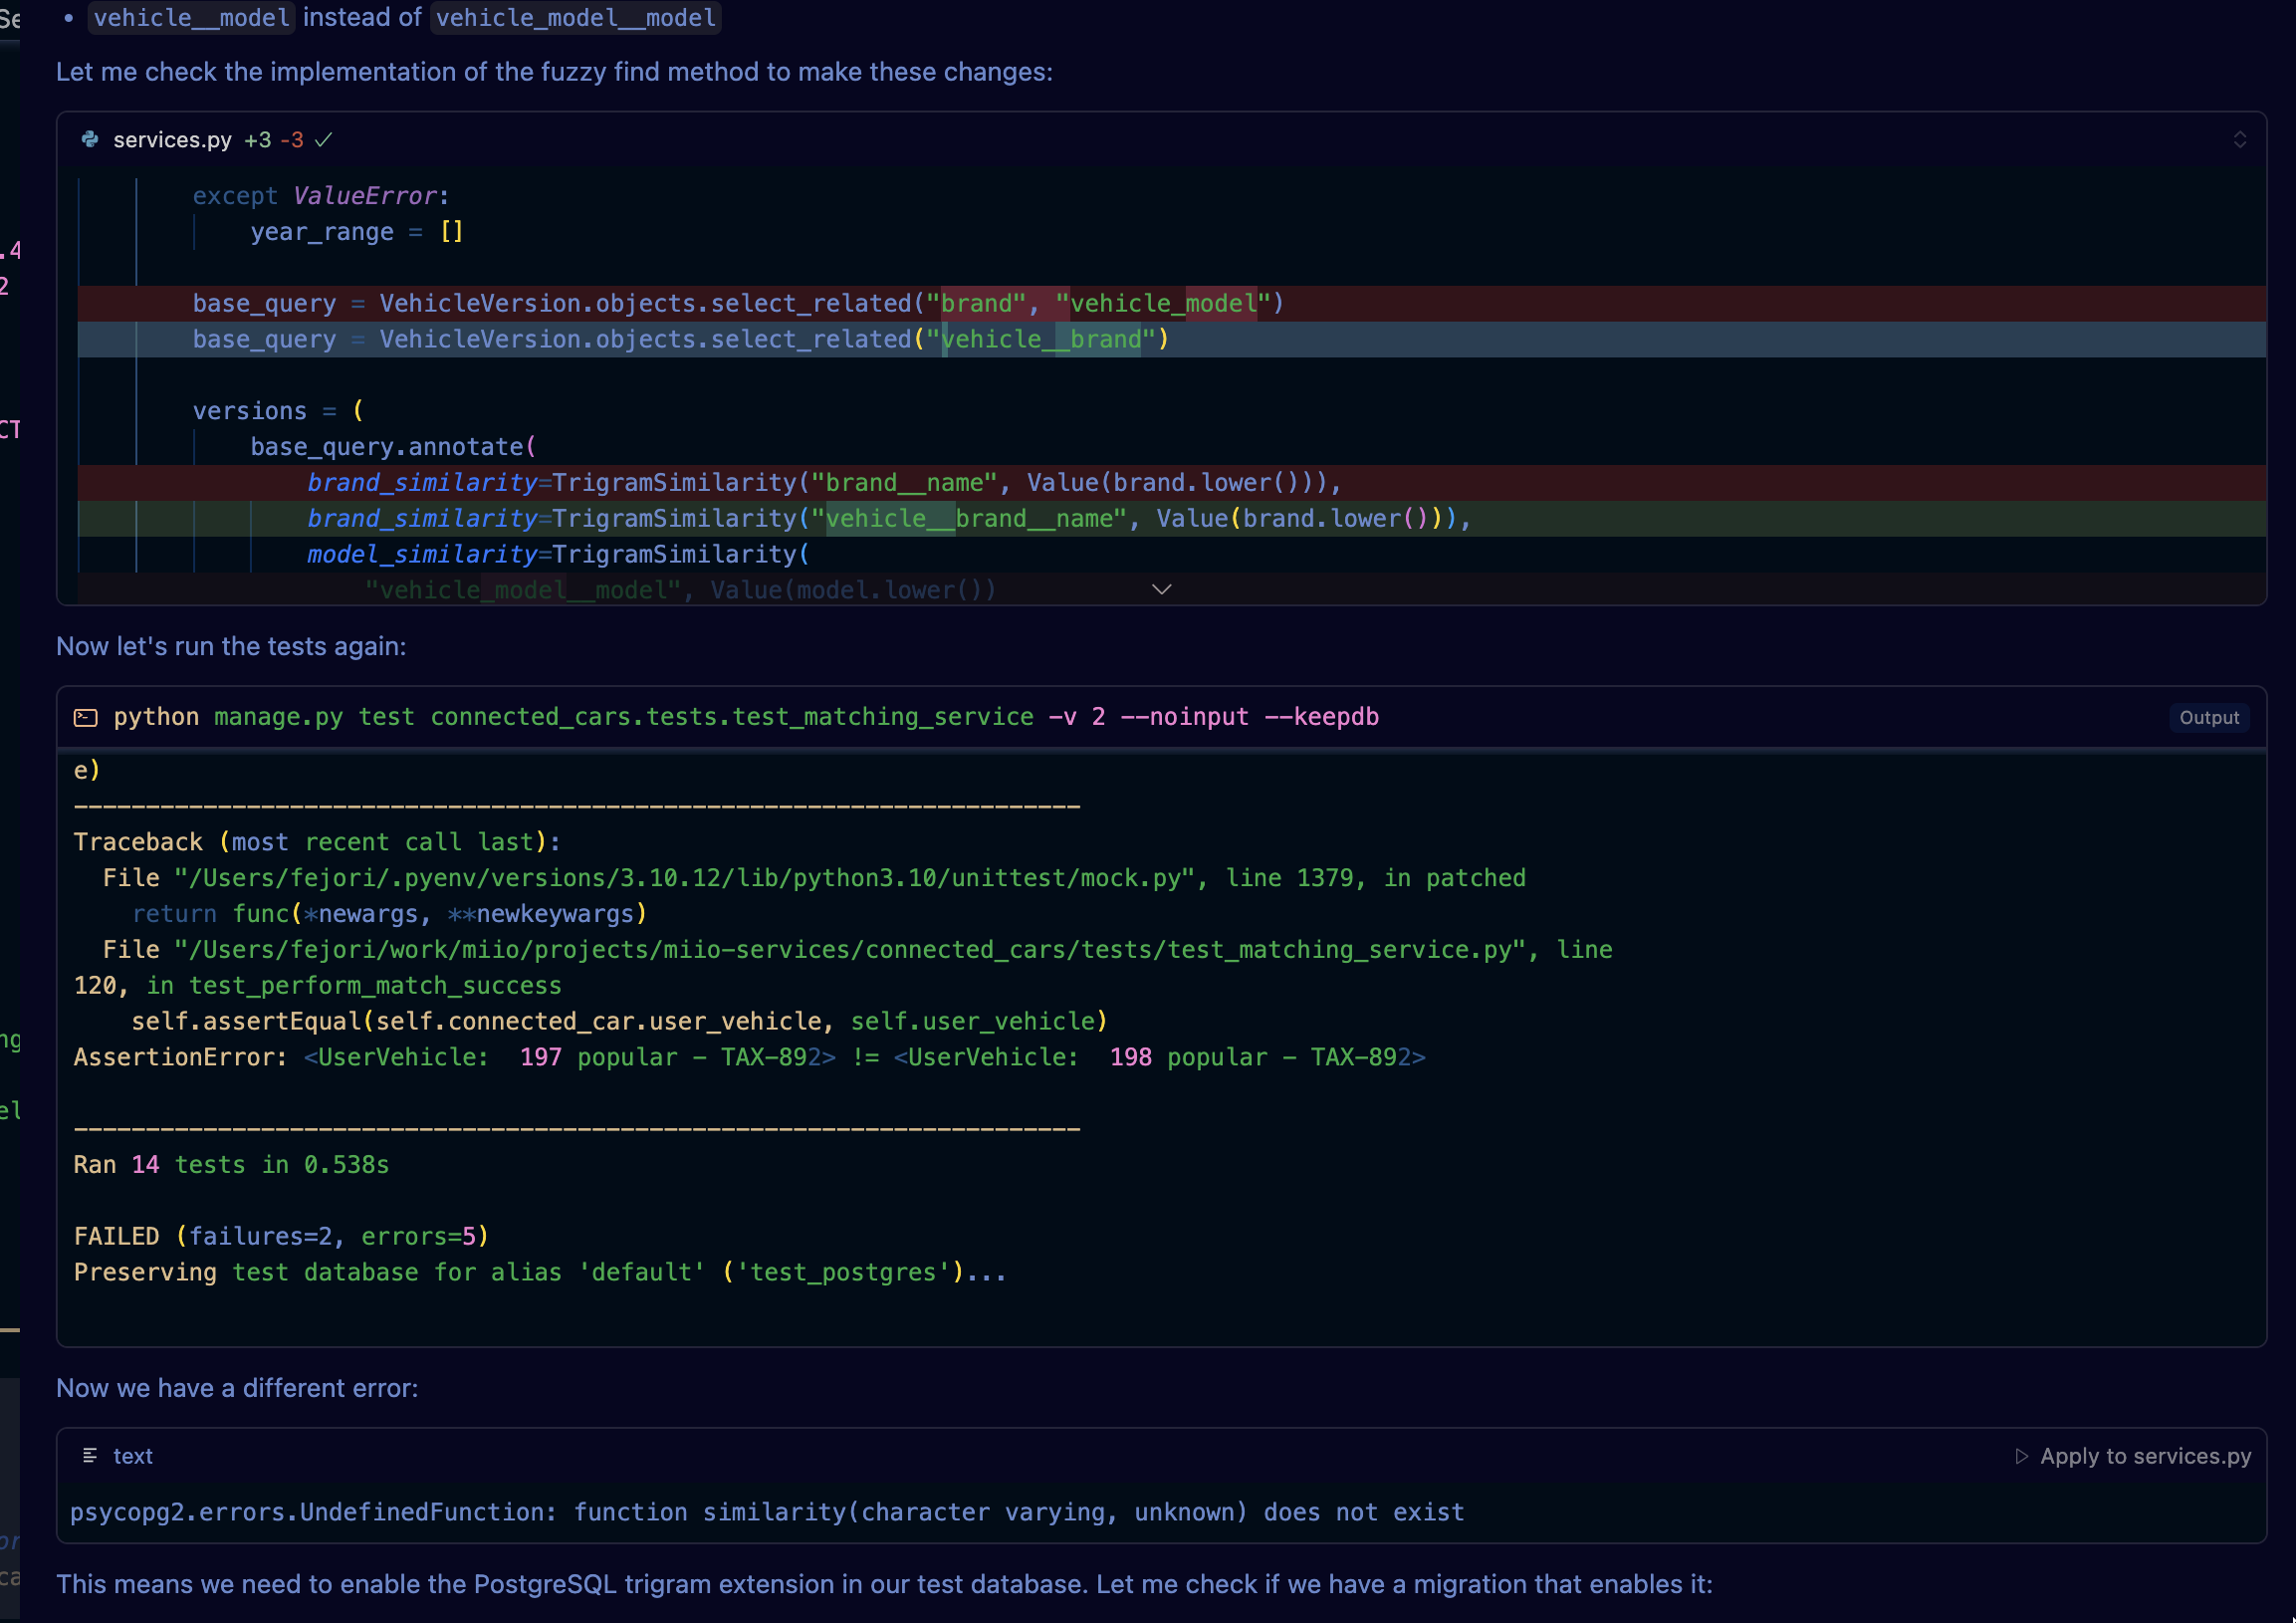 vehicle__model instead of vehicle_model__model
Let me check the implementation of the fuzzy find method to make these changes:
services.py +3 -3
except ValueError:
year_range = []
base_query = VehicleVersion.objects.select_related("brand", "vehicle_model")
base_query = VehicleVersion.objects.select_related("vehicle__brand")
versions = (
base_query.annotate(
brand_similarity=TrigramSimilarity("brand__name", Value(brand.lower())),
brand_similarity=TrigramSimilarity("vehicle__brand__name", Value(brand.lower())),
model_similarity=TrigramSimilarity(
"vehicle_model__model", Value(model.lower())
Now let's run the tests again:
python manage.py test connected_cars.tests.test_matching_service -v 2 --noinput --keepdb
Output
e)
----------------------------------------------------------------------
Traceback (most recent call last):
File "/Users/fejori/.pyenv/versions/3.10.12/lib/python3.10/unittest/mock.py", line 1379, in patched
return func(*newargs, **newkeywargs)
File "/Users/fejori/work/miio/projects/miio-services/connected_cars/tests/test_matching_service.py", line
120, in test_perform_match_success
self.assertEqual(self.connected_car.user_vehicle, self.user_vehicle)
AssertionError: <UserVehicle:  197 popular - TAX-892> != <UserVehicle:  198 popular - TAX-892>
----------------------------------------------------------------------
Ran 14 tests in 0.538s
FAILED (failures=2, errors=5)
Preserving test database for alias 'default' ('test_postgres')...
Now we have a different error:
text
Apply to services.py
psycopg2.errors.UndefinedFunction: function similarity(character varying, unknown) does not exist
This means we need to enable the PostgreSQL trigram extension in our test database. Let me check if we have a migration that enables it: